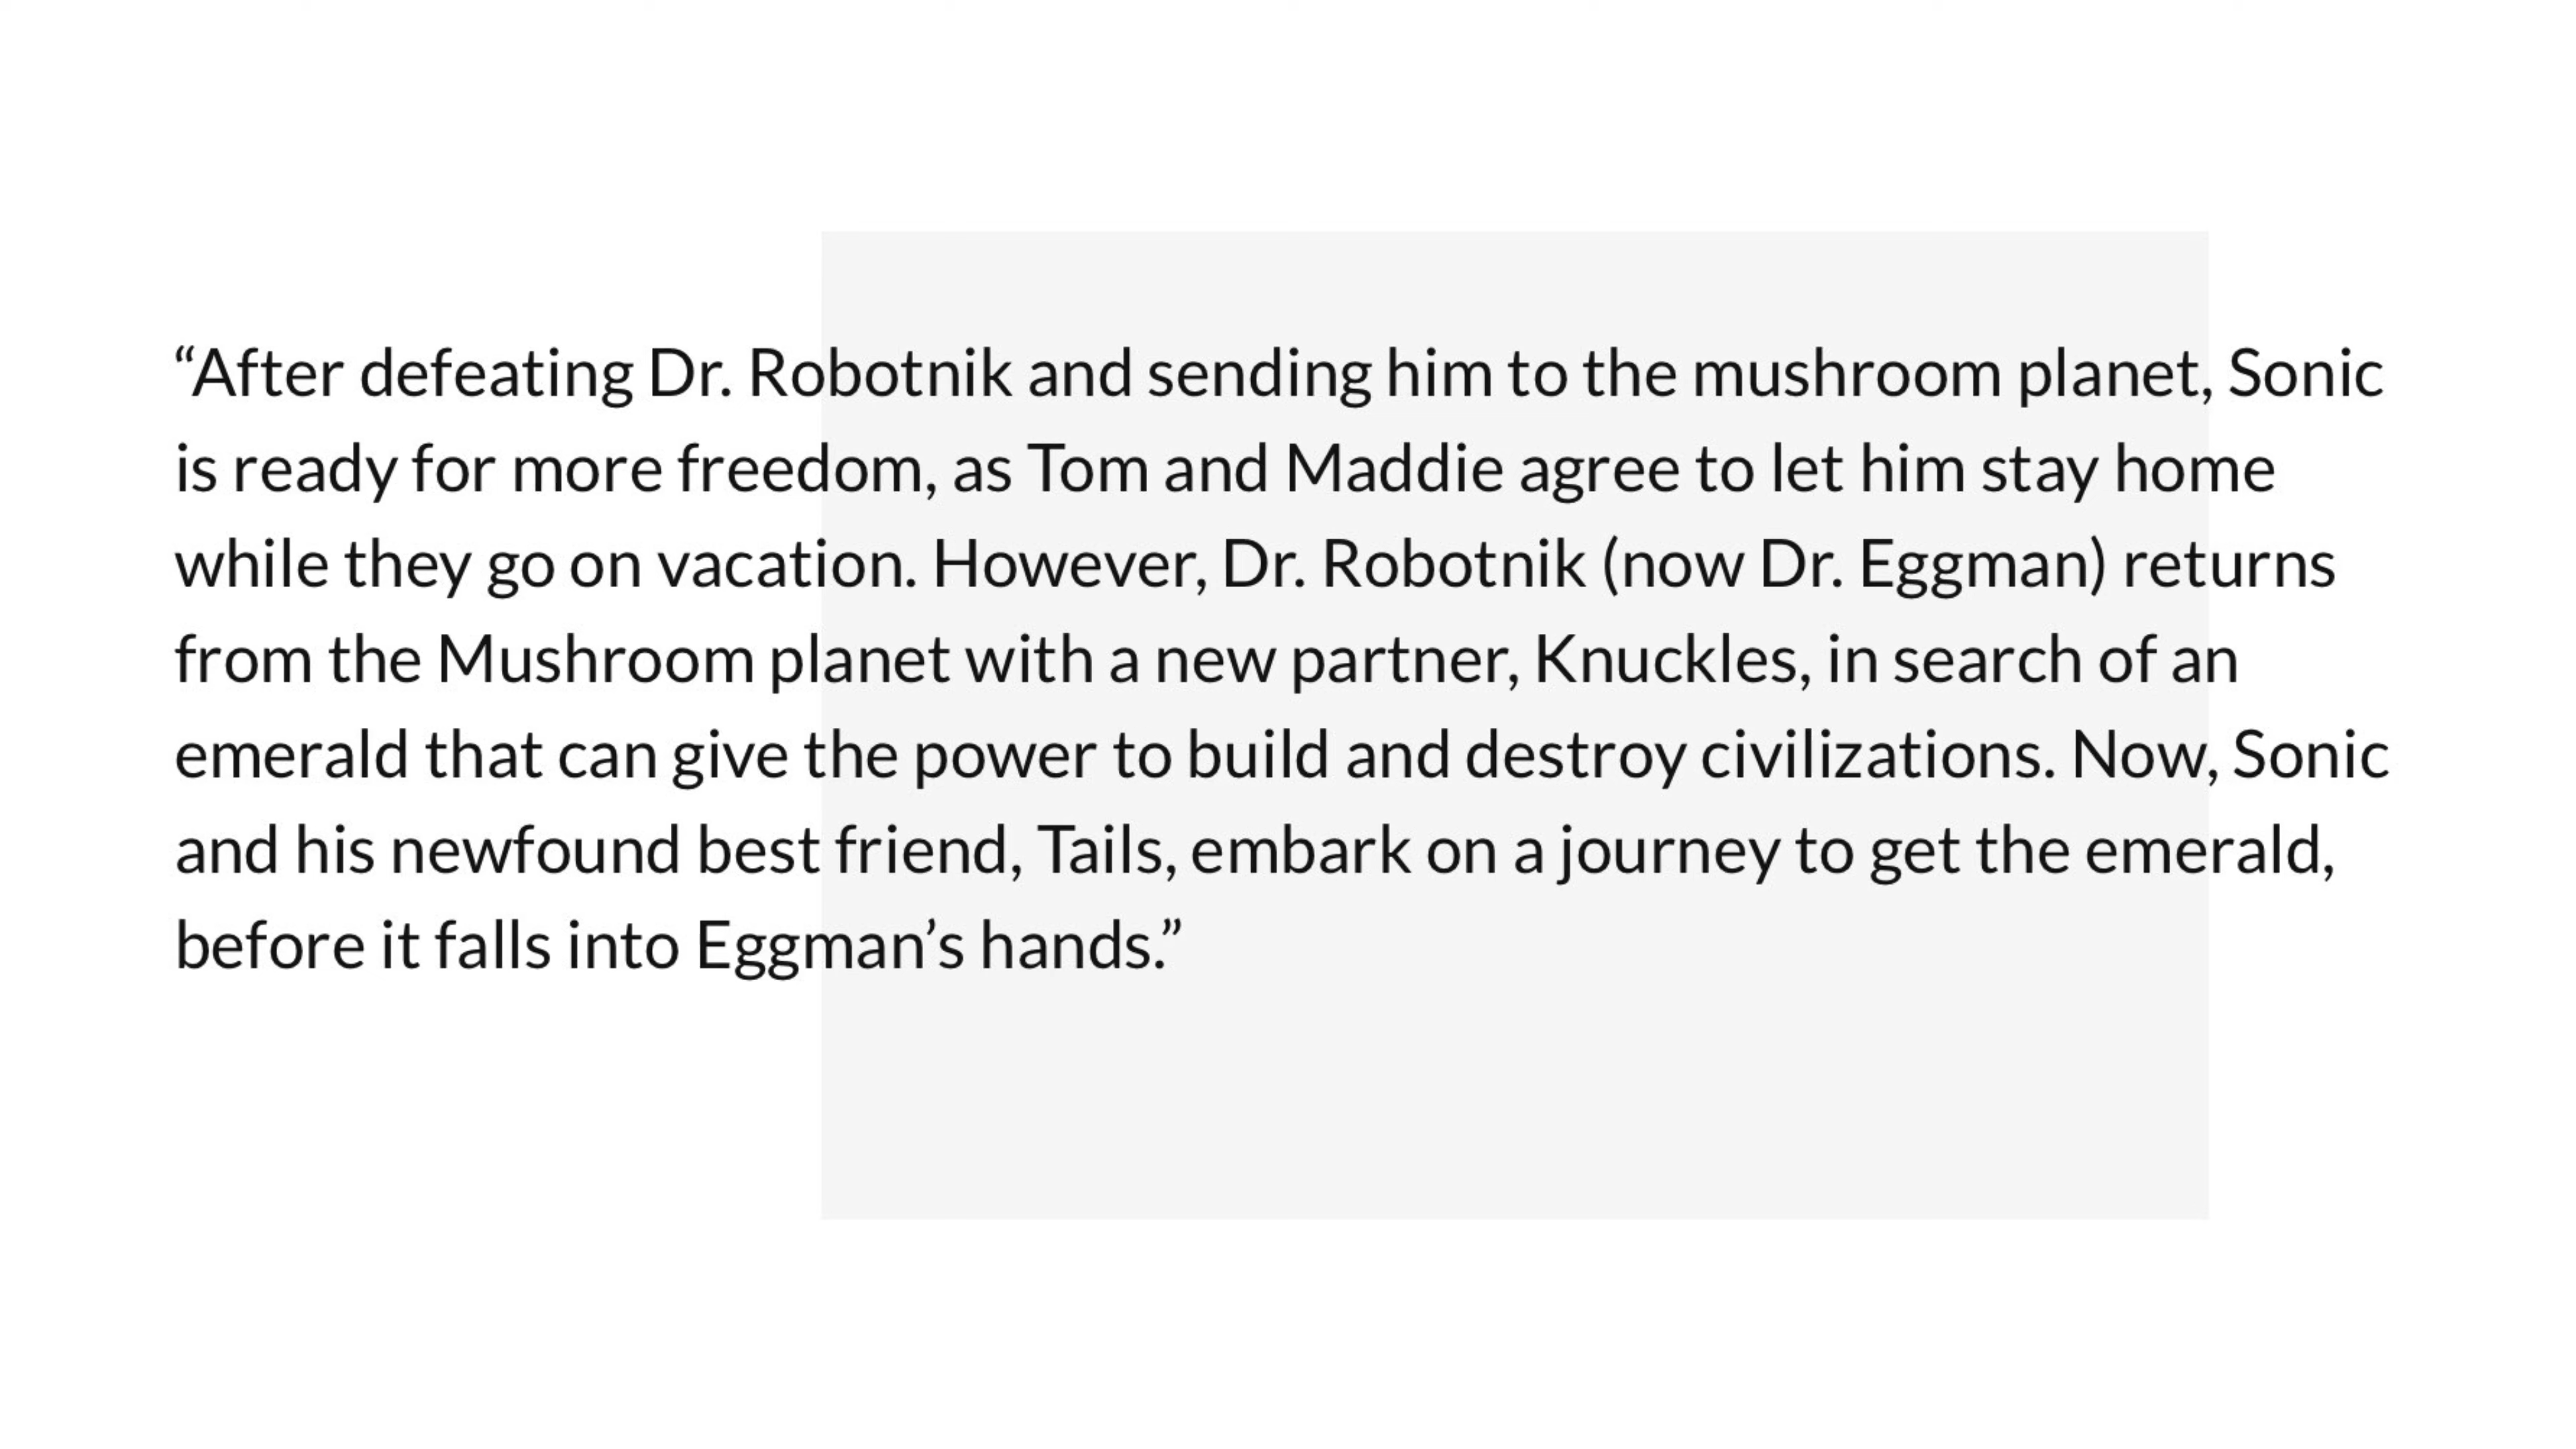 “After defeating Dr. Robotnik and sending him to the mushroom planet, Sonic
is ready for more freedom, as Tom and Maddie agree to let him stay home
while they go on vacation. However, Dr. Robotnik (now Dr. Eggman) returns
from the Mushroom planet with a new partner, Knuckles, in search of an
emerald that can give the power to build and destroy civilizations. Now, Sonic
and his newfound best friend, Tails, embark on a journey to get the emerald,
before it falls into Eggman’s hands.”